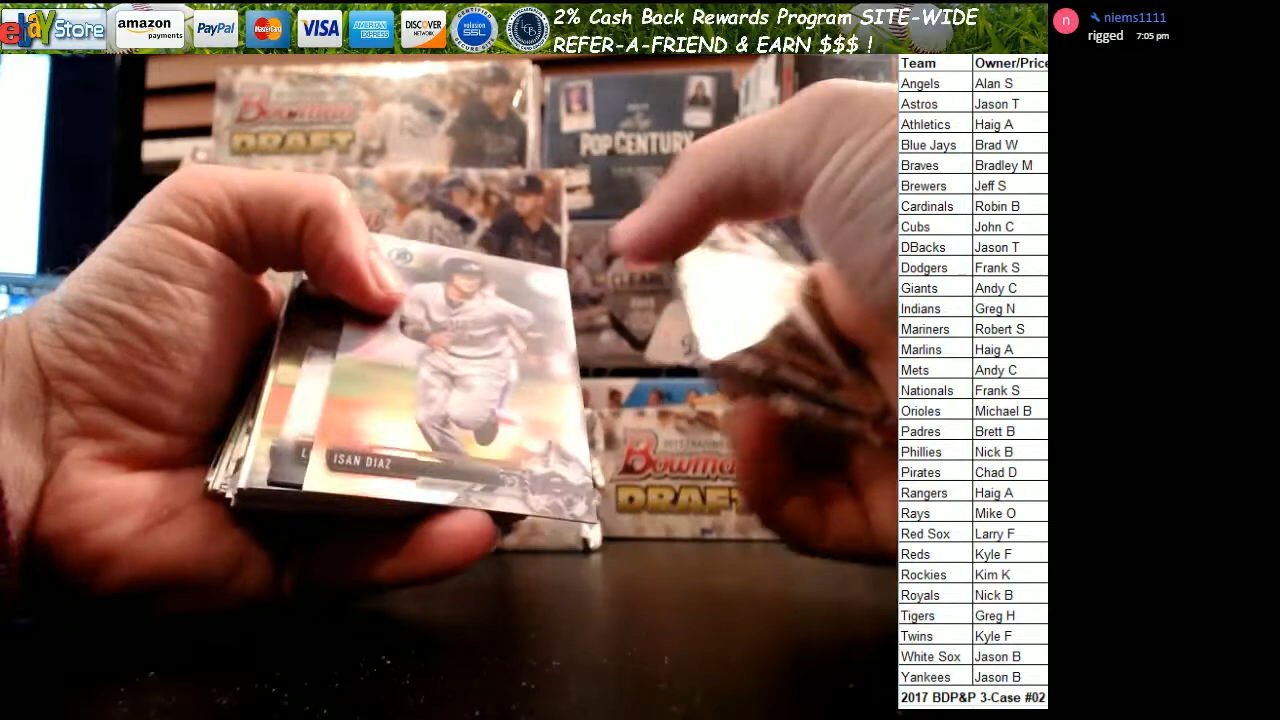 ebay Store
amazon payments
PayPal
MasterCard
VISA
AMERICAN EXPRESS
DISCOVER NETWORK
volusion SSL
2% Cash Back Rewards Program SITE-WIDE
REFER-A-FRIEND & EARN $$$ !
niems1111
rigged 7:05 pm
Bowman
DRAFT
POP CENTURY
ISAN DIAZ
Bowman
DRAFT
Team Owner/Price
Angels Alan S
Astros Jason T
Athletics Haig A
Blue Jays Brad W
Braves Bradley M
Brewers Jeff S
Cardinals Robin B
Cubs John C
DBacks Jason T
Dodgers Frank S
Giants Andy C
Indians Greg N
Mariners Robert S
Marlins Haig A
Mets Andy C
Nationals Frank S
Orioles Michael B
Padres Brett B
Phillies Nick B
Pirates Chad D
Rangers Haig A
Rays Mike O
Red Sox Larry F
Reds Kyle F
Rockies Kim K
Royals Nick B
Tigers Greg H
Twins Kyle F
White Sox Jason B
Yankees Jason B
2017 BDP&P 3-Case #02